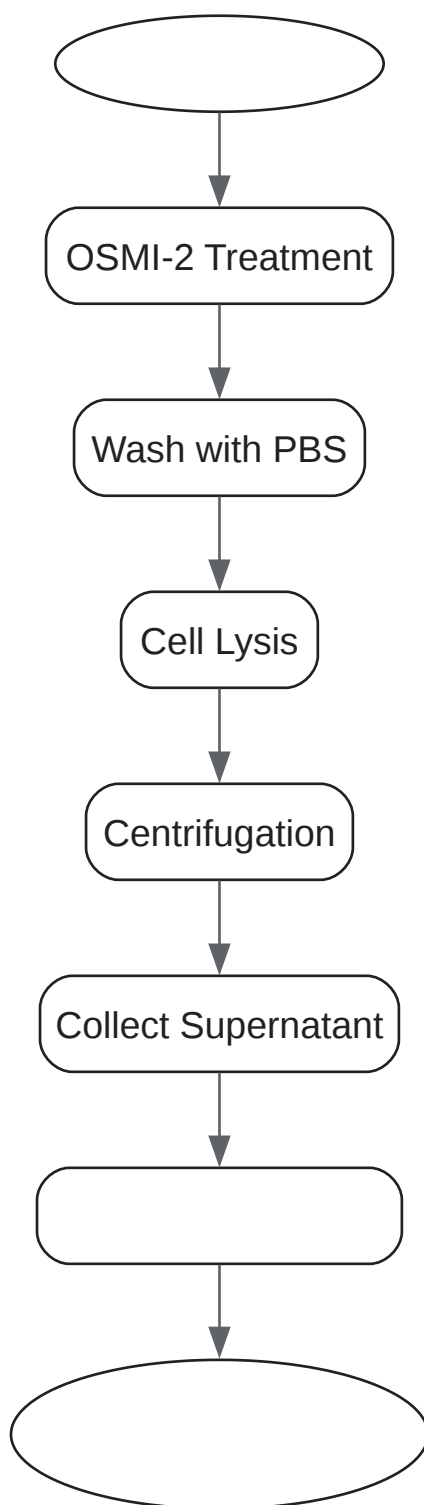 OSMI-2 Treatment
Wash with PBS
Cell Lysis
Centrifugation
Collect Supernatant